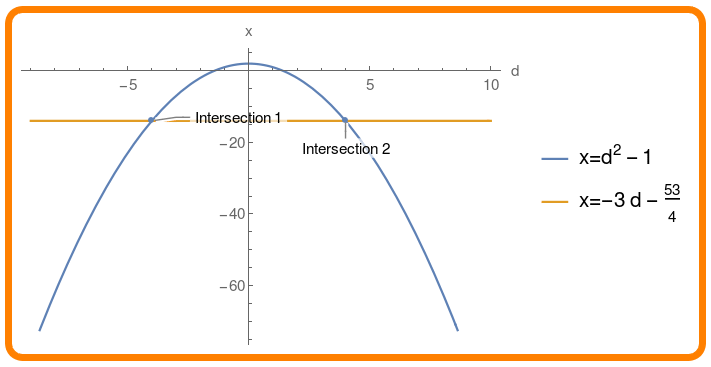 x
d
−5
5
10
Intersection 1
−20
Intersection 2
−40
−60
x=d² − 1
x=−3 d − 53/4